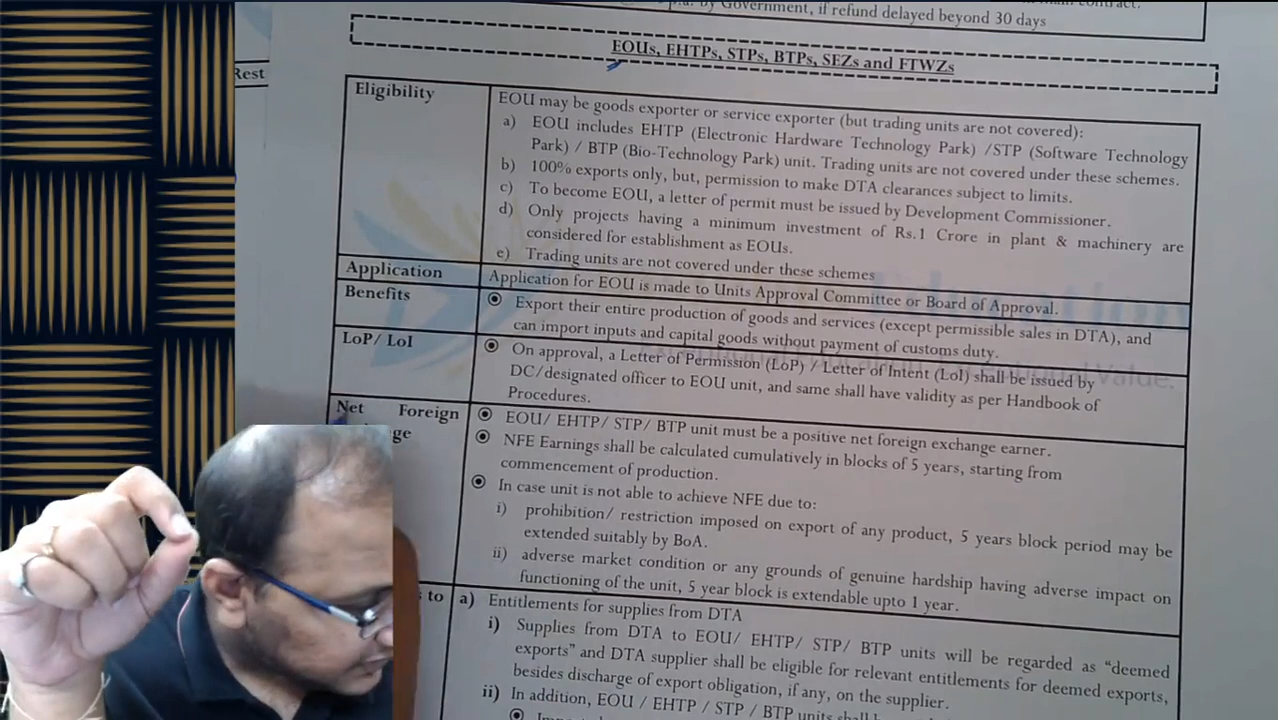 by Government, if refund delayed beyond 30 days
EOUs, EHTPs, STPs, BTPs, SEZs and FTWZs
Rest
Eligibility
EOU may be goods exporter or service exporter (but trading units are not covered):
a) EOU includes EHTP (Electronic Hardware Technology Park) /STP (Software Technology
Park) / BTP (Bio-Technology Park) unit. Trading units are not covered under these schemes.
b) 100% exports only, but, permission to make DTA clearances subject to limits.
c) To become EOU, a letter of permit must be issued by Development Commissioner.
d) Only projects having a minimum investment of Rs.1 Crore in plant & machinery are
considered for establishment as EOUs.
e) Trading units are not covered under these schemes
Application
Application for EOU is made to Units Approval Committee or Board of Approval.
Benefits
Export their entire production of goods and services (except permissible sales in DTA), and
can import inputs and capital goods without payment of customs duty.
LoP/ LoI
On approval, a Letter of Permission (LoP) / Letter of Intent (LoI) shall be issued by
DC/designated officer to EOU unit, and same shall have validity as per Handbook of
Procedures.
Net Foreign
ge
EOU/ EHTP/ STP/ BTP unit must be a positive net foreign exchange earner.
NFE Earnings shall be calculated cumulatively in blocks of 5 years, starting from
commencement of production.
In case unit is not able to achieve NFE due to:
i) prohibition/ restriction imposed on export of any product, 5 years block period may be
extended suitably by BoA.
ii) adverse market condition or any grounds of genuine hardship having adverse impact on
functioning of the unit, 5 year block is extendable upto 1 year.
to
a) Entitlements for supplies from DTA
i) Supplies from DTA to EOU/ EHTP/ STP/ BTP units will be regarded as “deemed
exports” and DTA supplier shall be eligible for relevant entitlements for deemed exports,
besides discharge of export obligation, if any, on the supplier.
ii) In addition, EOU / EHTP / STP / BTP units shall